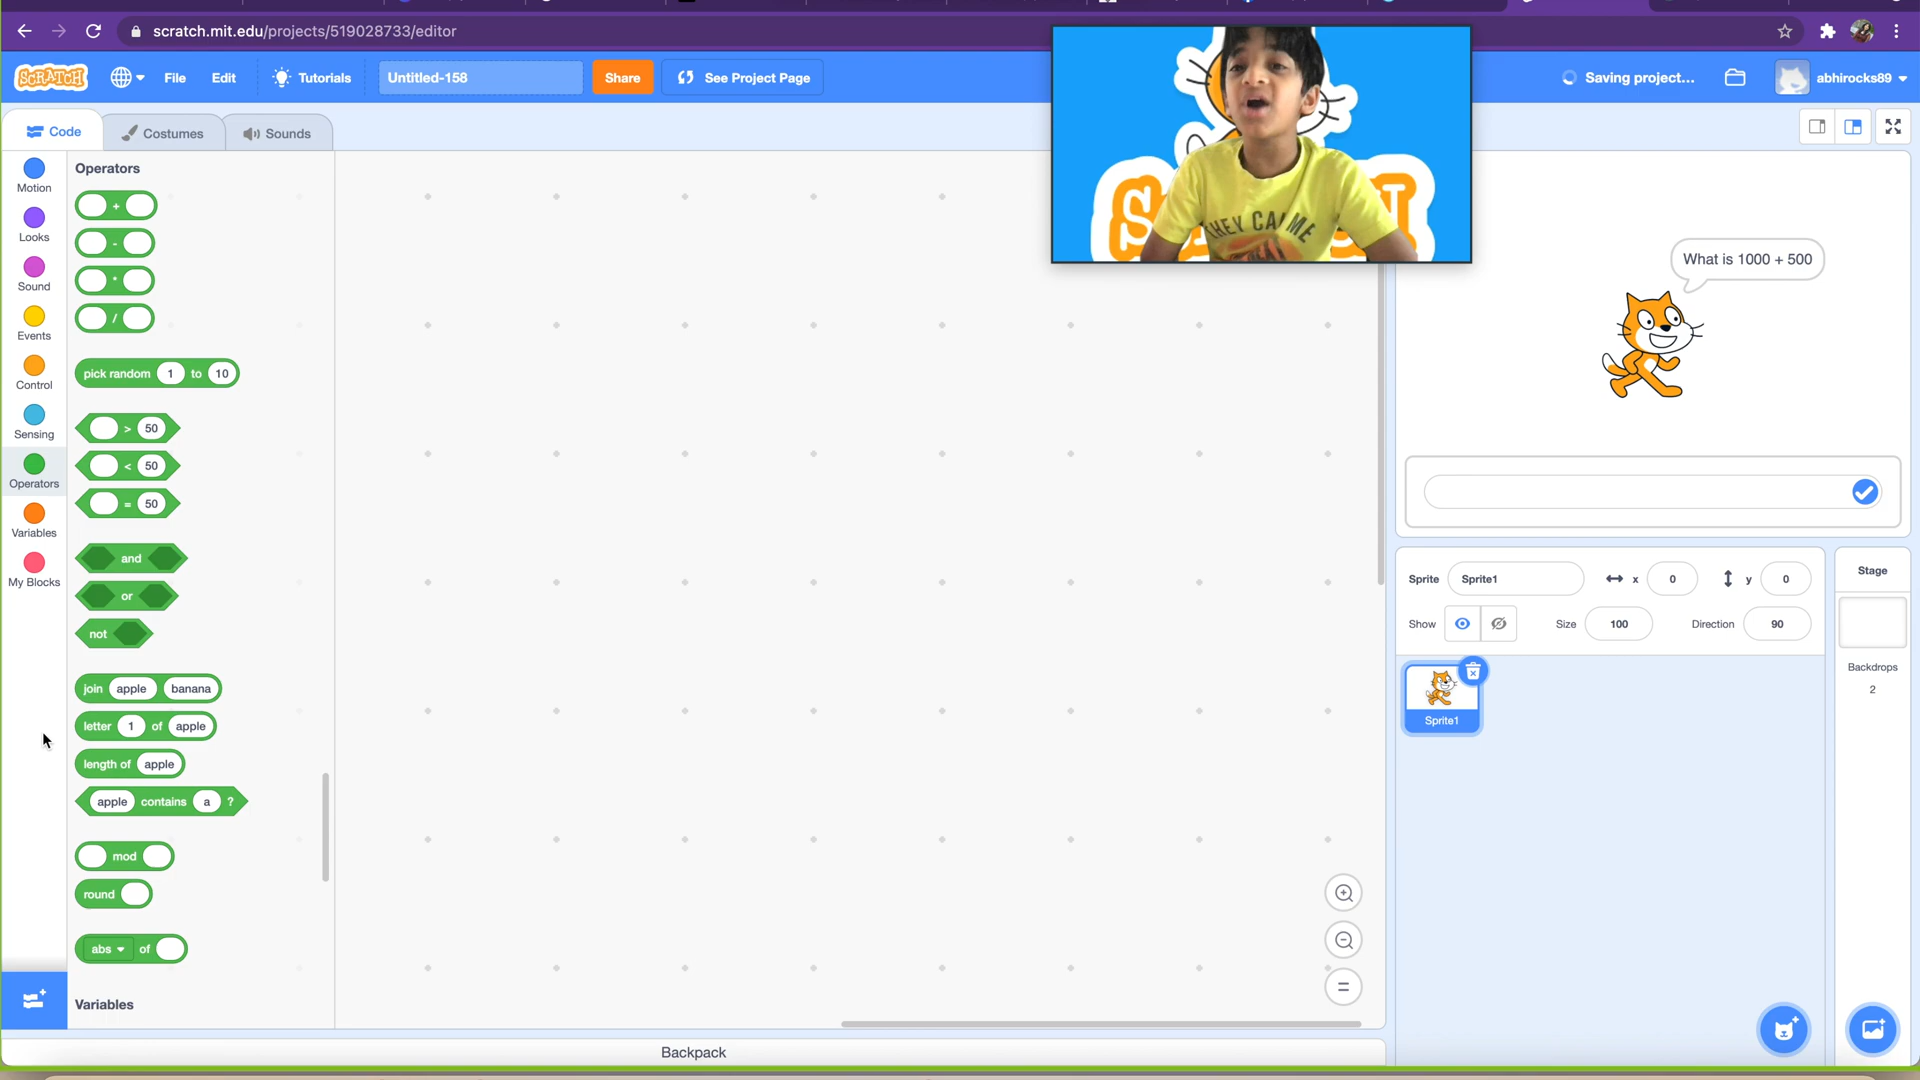 scratch.mit.edu/projects/519028733/editor
SCRATCH
File
Edit
Tutorials
Untitled-158
Share
See Project Page
Saving project...
abhirocks89
Code
Costumes
Sounds
THEY CA ME
Motion
Looks
Sound
Events
Control
Sensing
Operators
Variables
My Blocks
Operators
+
-
*
/
pick random 1 to 10
> 50
< 50
= 50
and
or
not
join apple banana
letter 1 of apple
length of apple
apple contains a ?
mod
round
abs of
Variables
Backpack
What is 1000 + 500
Sprite
Sprite1
x
0
y
0
Show
Size
100
Direction
90
Sprite1
Stage
Backdrops
2